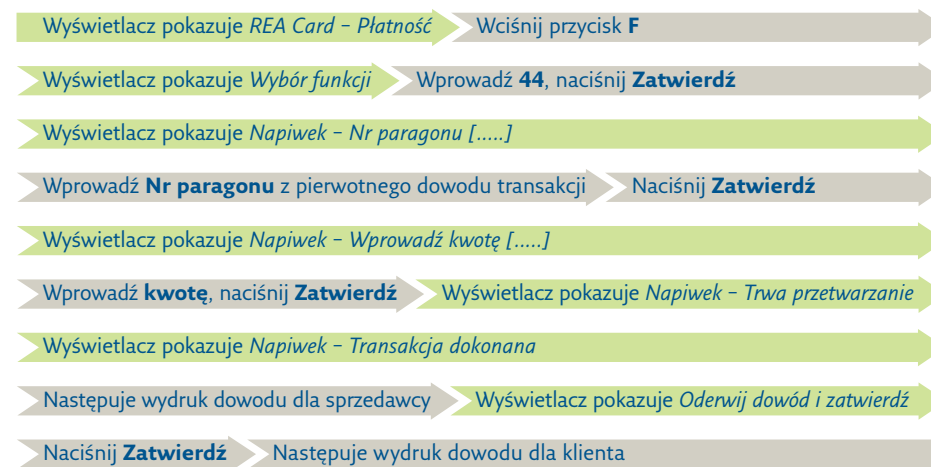 Wyświetlacz pokazuje REA Card – Płatność Wciśnij przycisk F
Wyświetlacz pokazuje Wybór funkcji Wprowadź 44, naciśnij Zatwierdź
Wyświetlacz pokazuje Napiwek – Nr paragonu [.....]
Wprowadź Nr paragonu z pierwotnego dowodu transakcji Naciśnij Zatwierdź
Wyświetlacz pokazuje Napiwek – Wprowadź kwotę [.....]
Wprowadź kwotę, naciśnij Zatwierdź Wyświetlacz pokazuje Napiwek – Trwa przetwarzanie
Wyświetlacz pokazuje Napiwek – Transakcja dokonana
Następuje wydruk dowodu dla sprzedawcy Wyświetlacz pokazuje Oderwij dowód i zatwierdź
Naciśnij Zatwierdź Następuje wydruk dowodu dla klienta